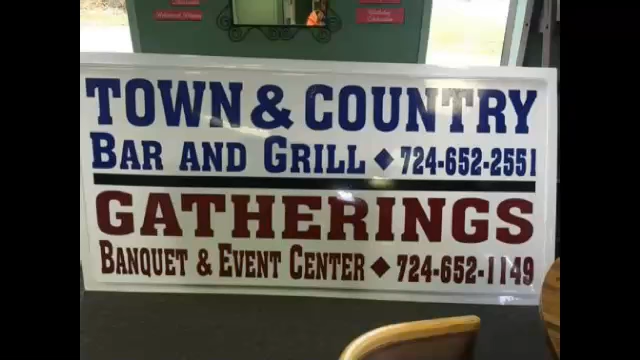 TOWN & COUNTRY
BAR AND GRILL ◆ 724-652-2551
GATHERINGS
BANQUET & EVENT CENTER ◆ 724-652-1149